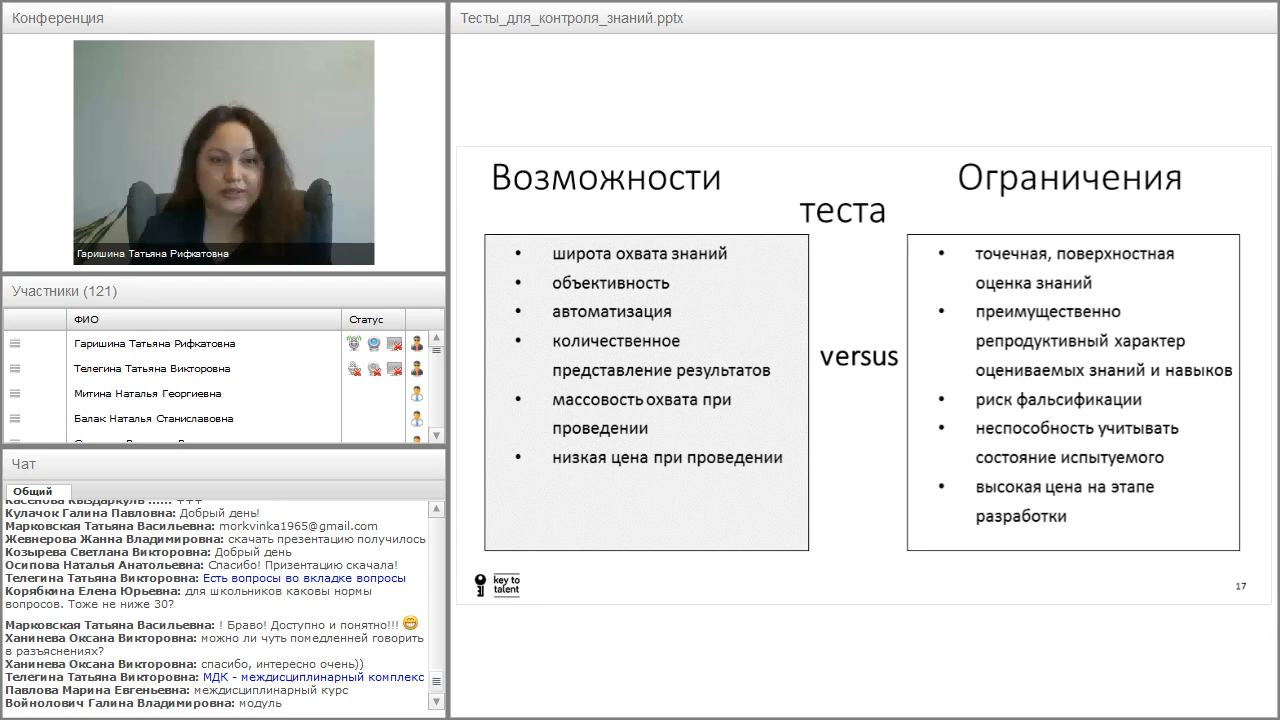 Конференция
Гаришина Татьяна Рифкатовна
Участники (121)
ФИО
Статус
Гаришина Татьяна Рифкатовна
Телегина Татьяна Викторовна
Митина Наталья Георгиевна
Балак Наталья Станиславовна
Чат
Общий
Касенова Кыздаркуль ......: +++
Кулачок Галина Павловна: Добрый день!
Марковская Татьяна Васильевна: morkvinka1965@gmail.com
Жевнерова Жанна Владимировна: скачать презентацию получилось
Козырева Светлана Викторовна: Добрый день
Осипова Наталья Анатольевна: Спасибо! Призентацию скачала!
Телегина Татьяна Викторовна: Есть вопросы во вкладке вопросы
Корябкина Елена Юрьевна: для школьников каковы нормы
вопросов. Тоже не ниже 30?
Марковская Татьяна Васильевна: ! Браво! Доступно и понятно!!!
Ханинева Оксана Викторовна: можно ли чуть помедленней говорить
в разъяснениях?
Ханинева Оксана Викторовна: спасибо, интересно очень))
Телегина Татьяна Викторовна: МДК - междисциплинарный комплекс
Павлова Марина Евгеньевна: междисциплинарный курс
Войнолович Галина Владимировна: модуль
Тесты_для_контроля_знаний.pptx
Возможности
Ограничения
теста
• широта охвата знаний
• объективность
• автоматизация
• количественное
представление результатов
• массовость охвата при
проведении
• низкая цена при проведении
versus
• точечная, поверхностная
оценка знаний
• преимущественно
репродуктивный характер
оцениваемых знаний и навыков
• риск фальсификации
• неспособность учитывать
состояние испытуемого
• высокая цена на этапе
разработки
key to
talent
17